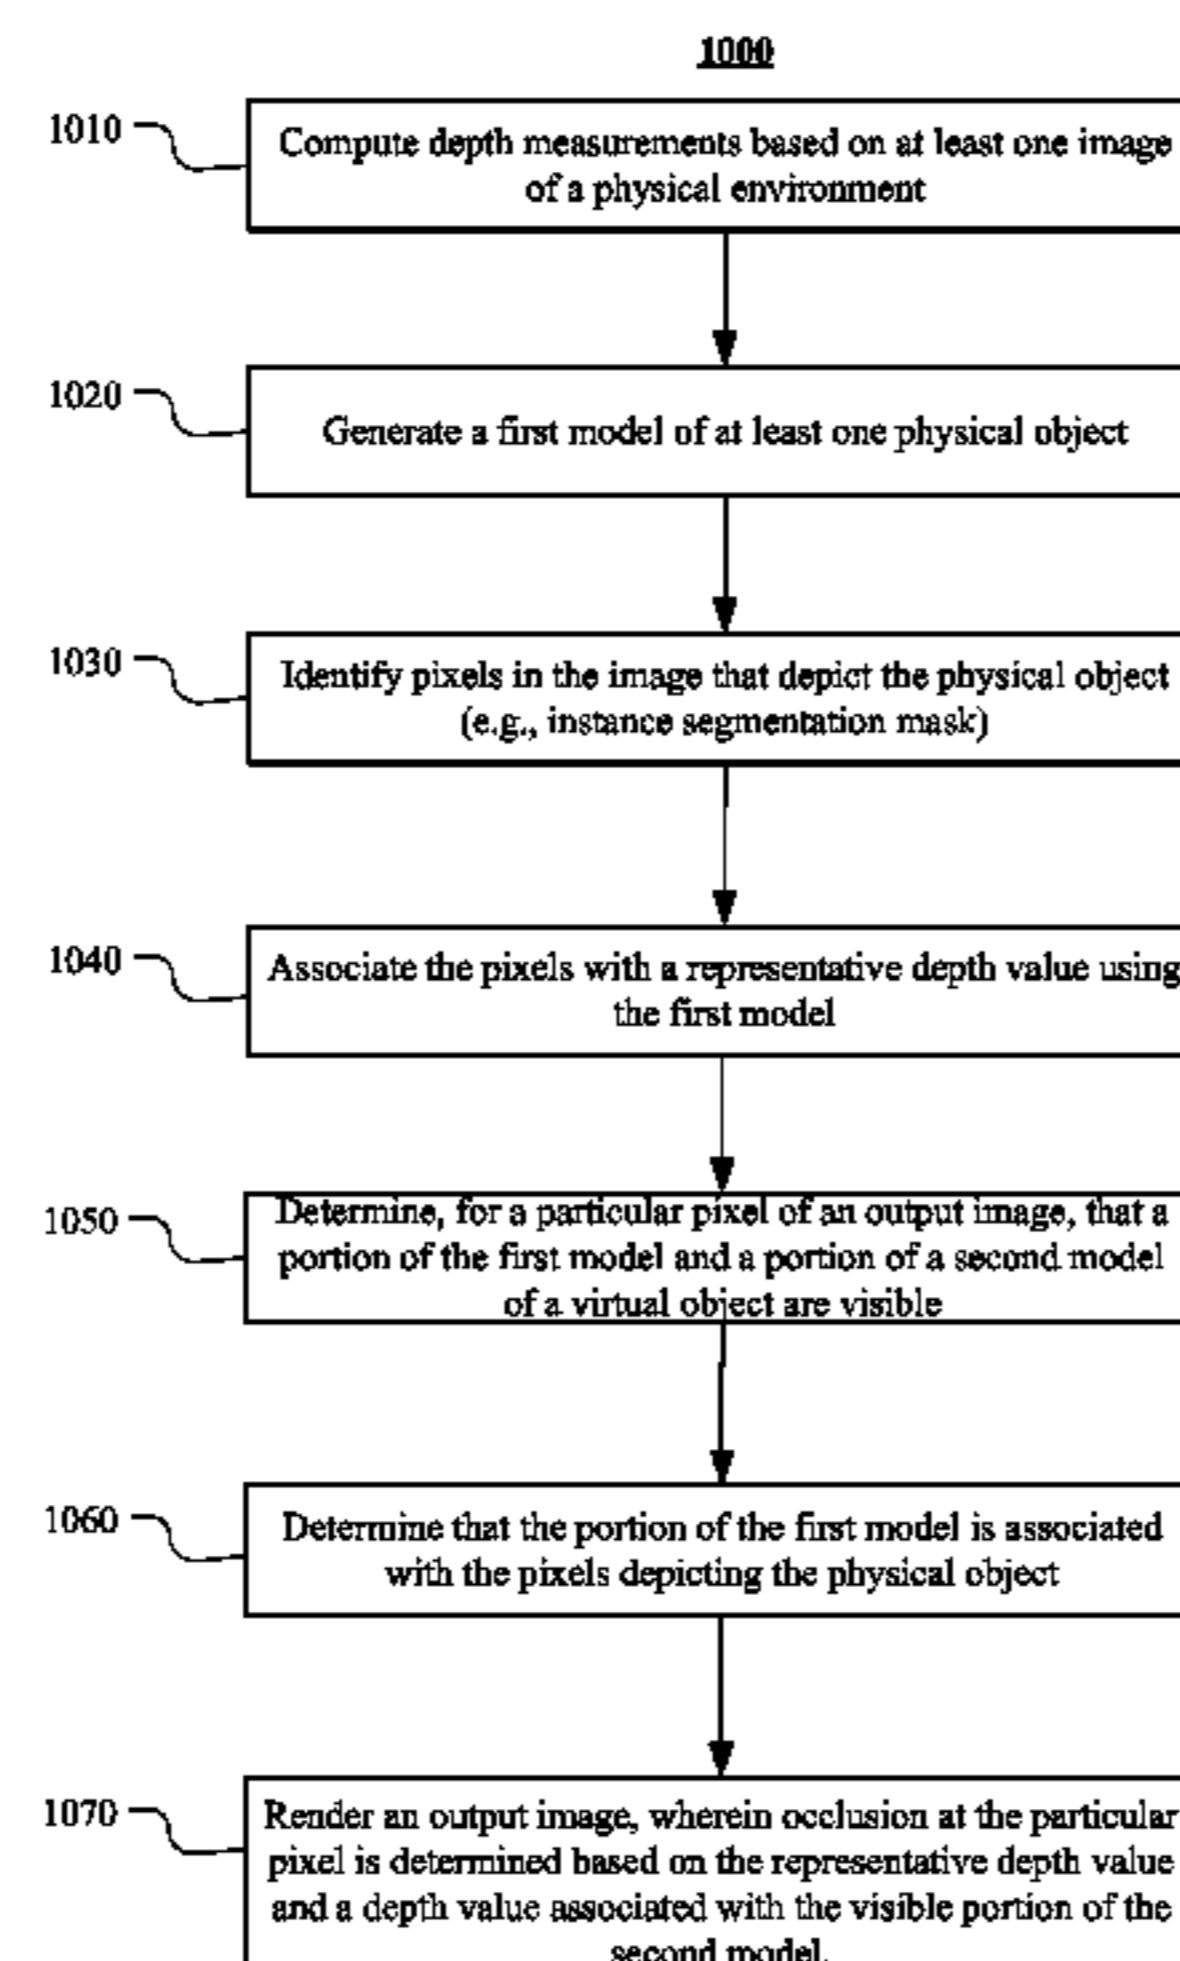 1000
1010
Compute depth measurements based on at least one image
of a physical environment
1020
Generate a first model of at least one physical object
1030
Identify pixels in the image that depict the physical object
(e.g., instance segmentation mask)
1040
Associate the pixels with a representative depth value using
the first model
1050
Determine, for a particular pixel of an output image, that a
portion of the first model and a portion of a second model
of a virtual object are visible
1060
Determine that the portion of the first model is associated
with the pixels depicting the physical object
1070
Render an output image, wherein occlusion at the particular
pixel is determined based on the representative depth value
and a depth value associated with the visible portion of the
second model.